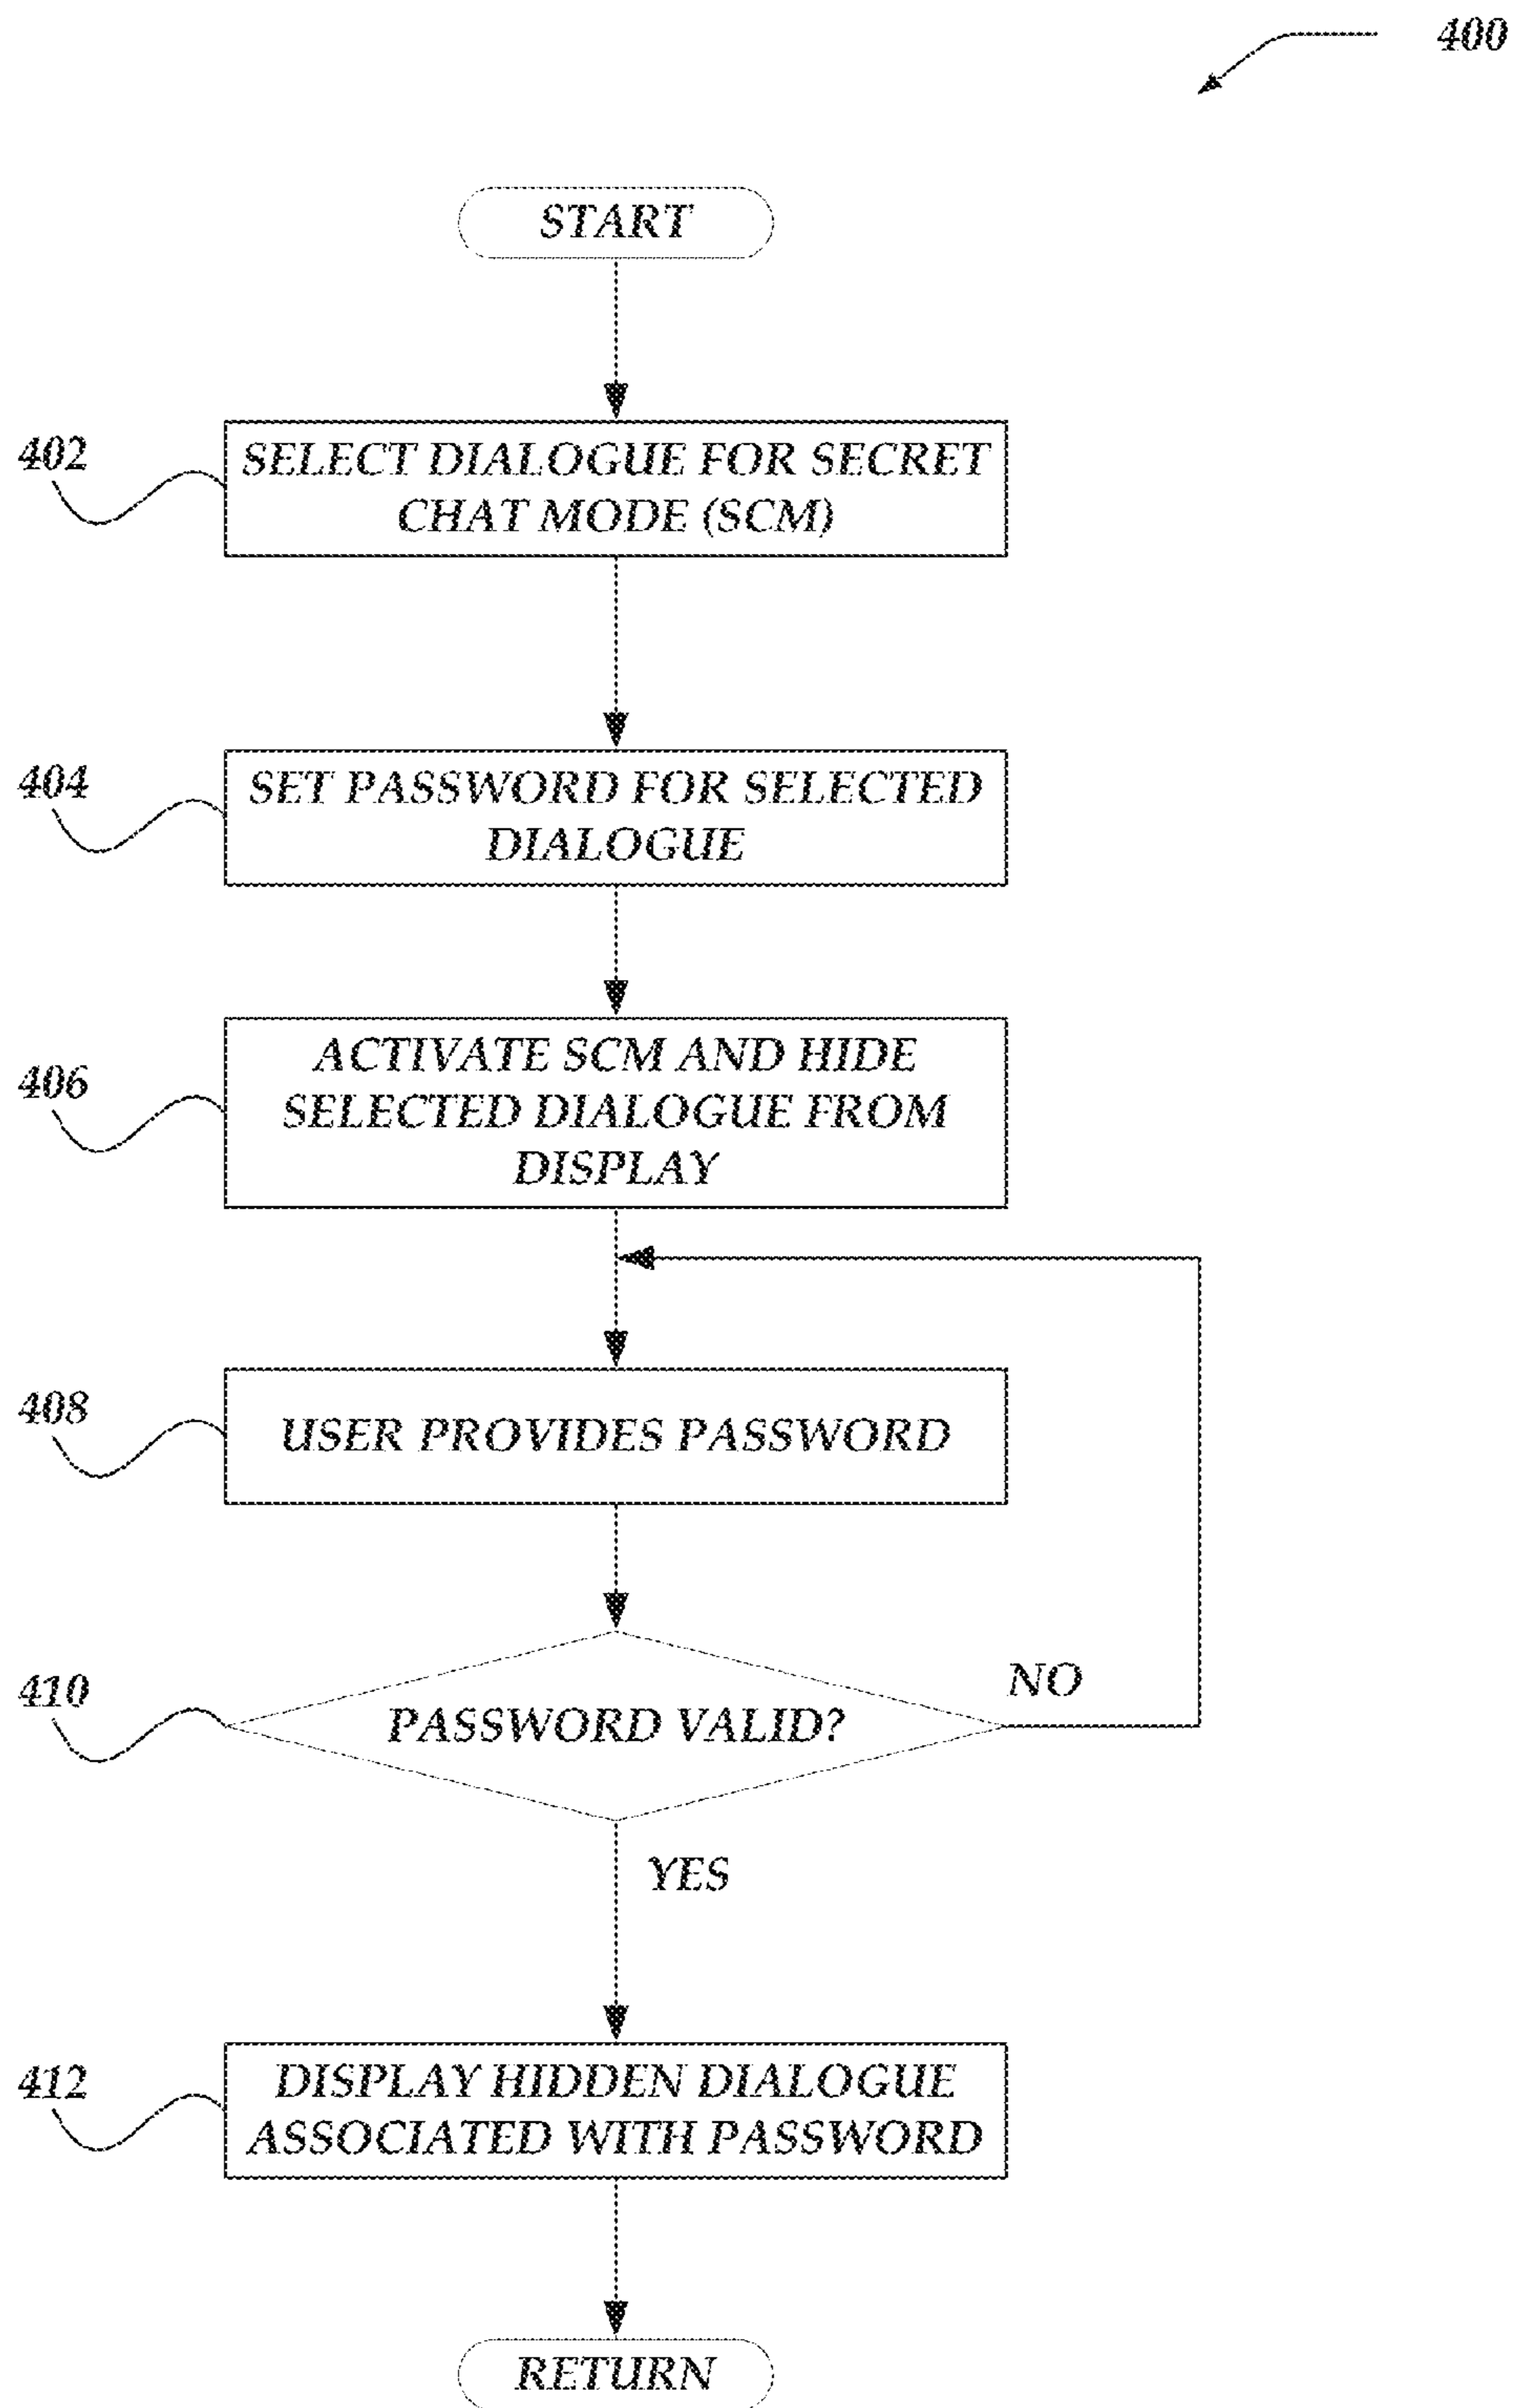 400
START
402
SELECT DIALOGUE FOR SECRET
CHAT MODE (SCM)
404
SET PASSWORD FOR SELECTED
DIALOGUE
406
ACTIVATE SCM AND HIDE
SELECTED DIALOGUE FROM
DISPLAY
408
USER PROVIDES PASSWORD
410
PASSWORD VALID?
NO
YES
412
DISPLAY HIDDEN DIALOGUE
ASSOCIATED WITH PASSWORD
RETURN